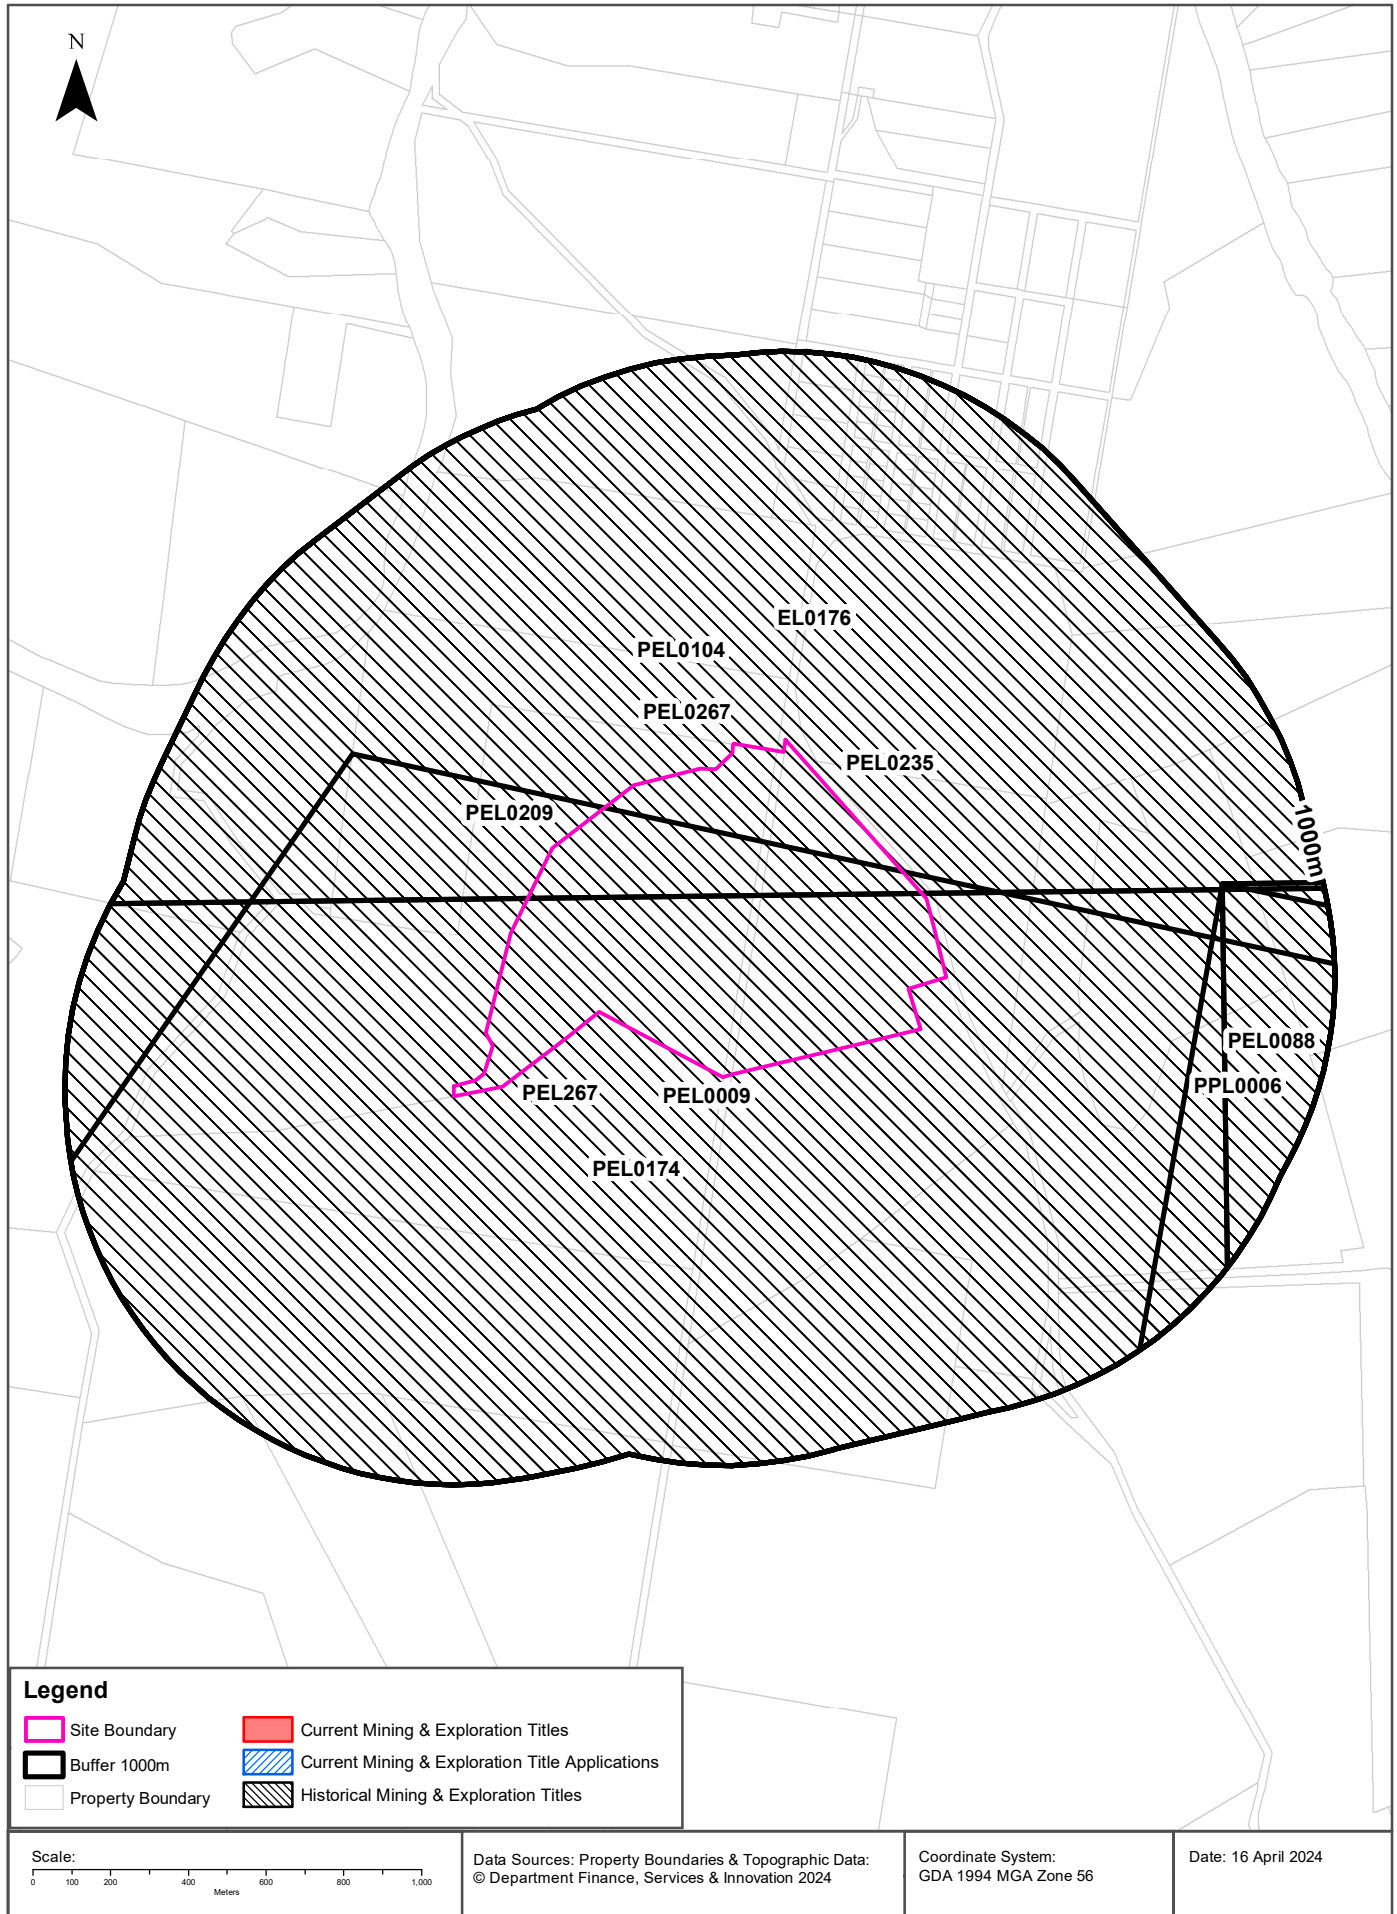 N
EL0176
PEL0104
PEL0267
PEL0235
PEL0209
1000m
PEL0088
PPL0006
PEL267
PEL0009
PEL0174
Legend
Site Boundary
Buffer 1000m
Property Boundary
Current Mining & Exploration Titles
Current Mining & Exploration Title Applications
Historical Mining & Exploration Titles
Scale:
0 100 200 400 600 800 1,000
Meters
Data Sources: Property Boundaries & Topographic Data:
© Department Finance, Services & Innovation 2024
Coordinate System:
GDA 1994 MGA Zone 56
Date: 16 April 2024